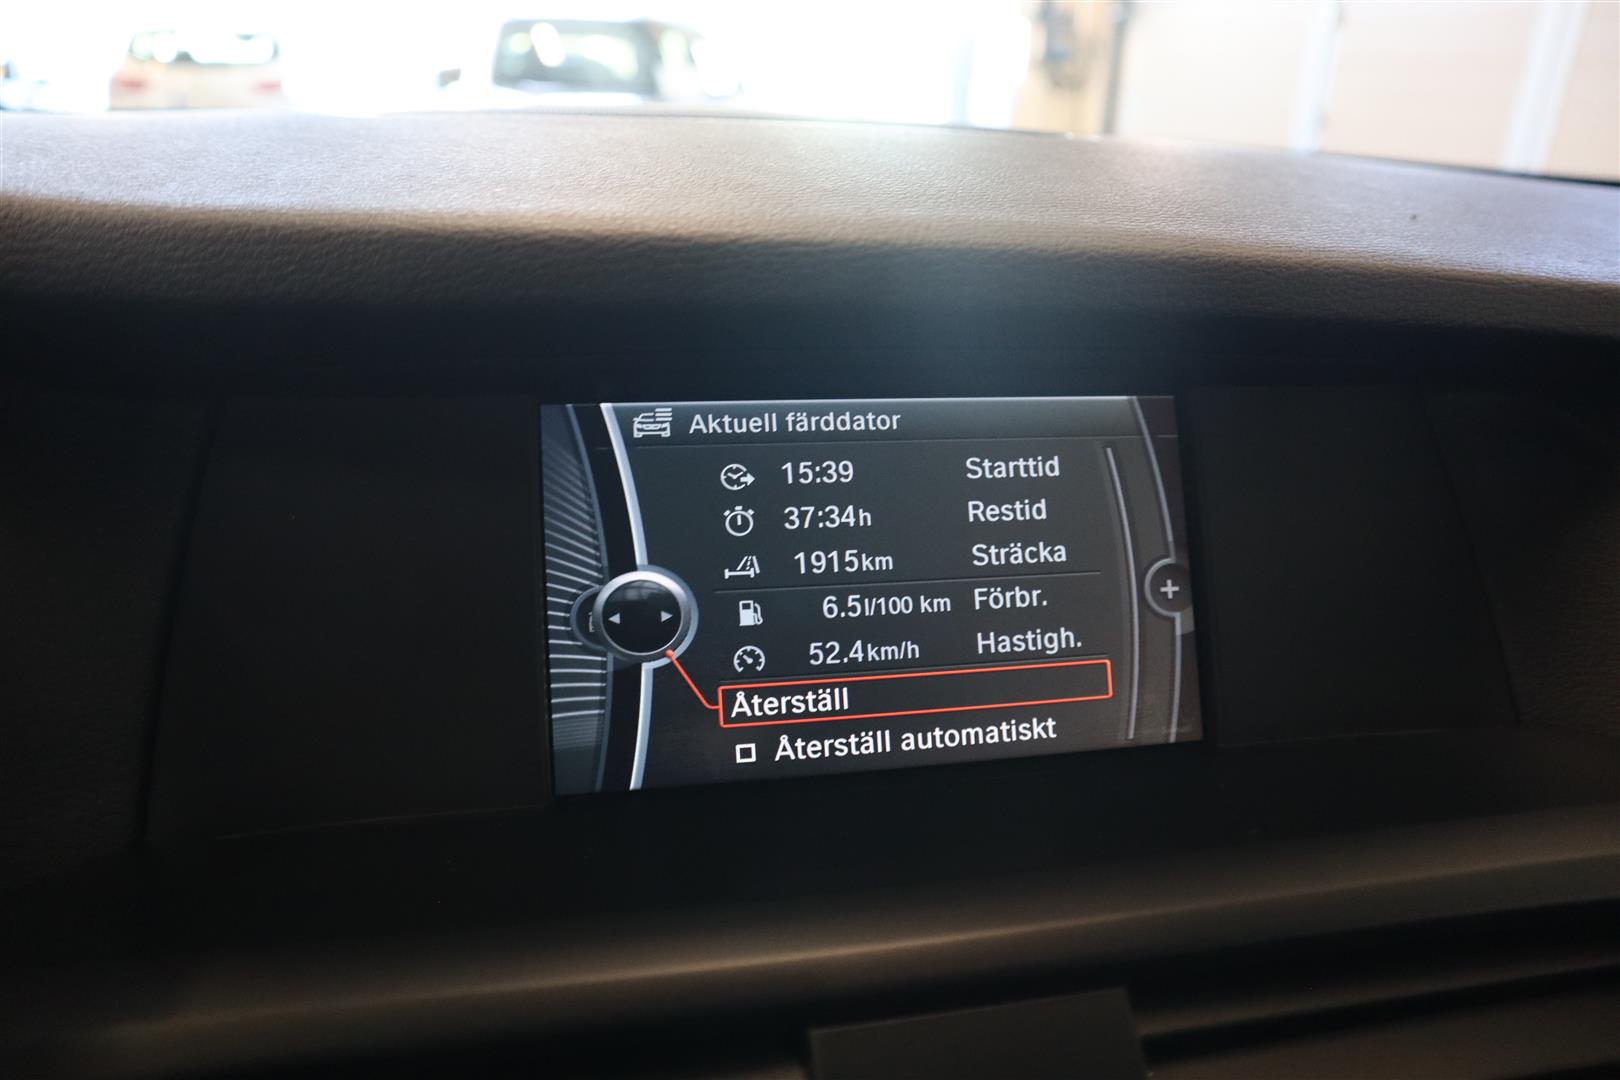 Aktuell färddator
15:39 Starttid
37:34h Restid
1915km Sträcka
6.5l/100 km Förbr.
52.4km/h Hastigh.
Återställ
Återställ automatiskt